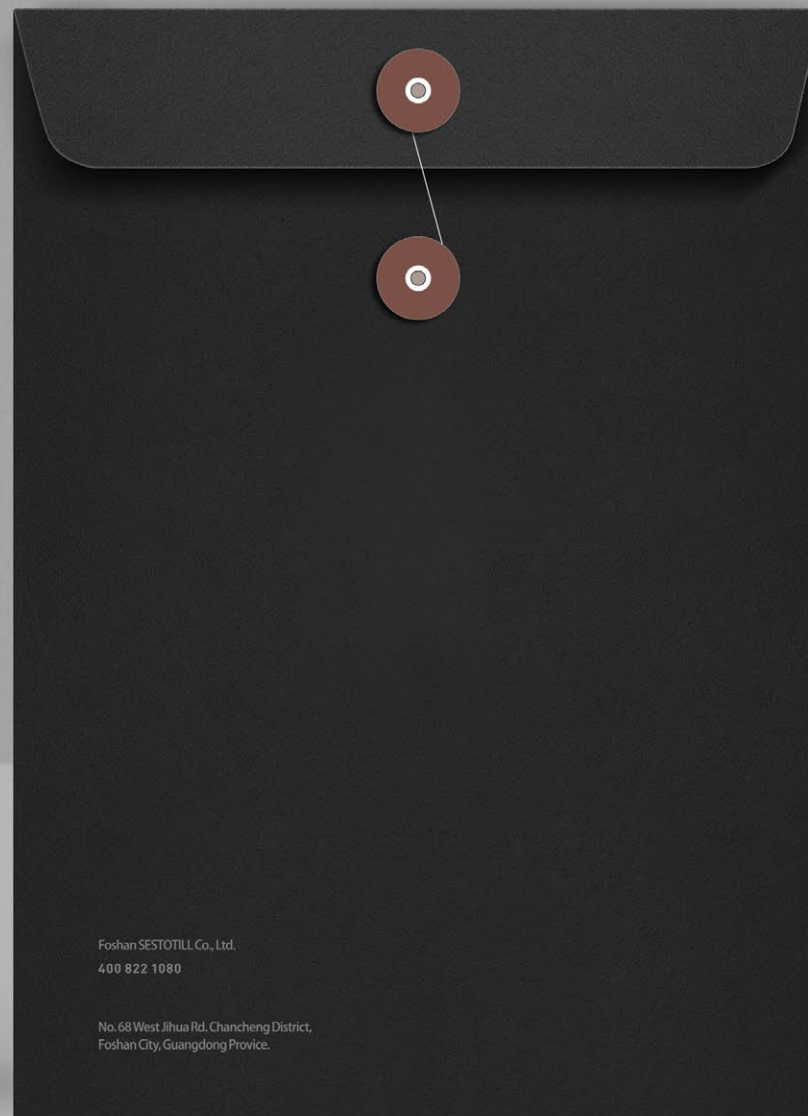 Foshan SESTOTILL Co., Ltd.
400 822 1080
No. 68 West Jihua Rd. Chancheng District,
Foshan City, Guangdong Provice.